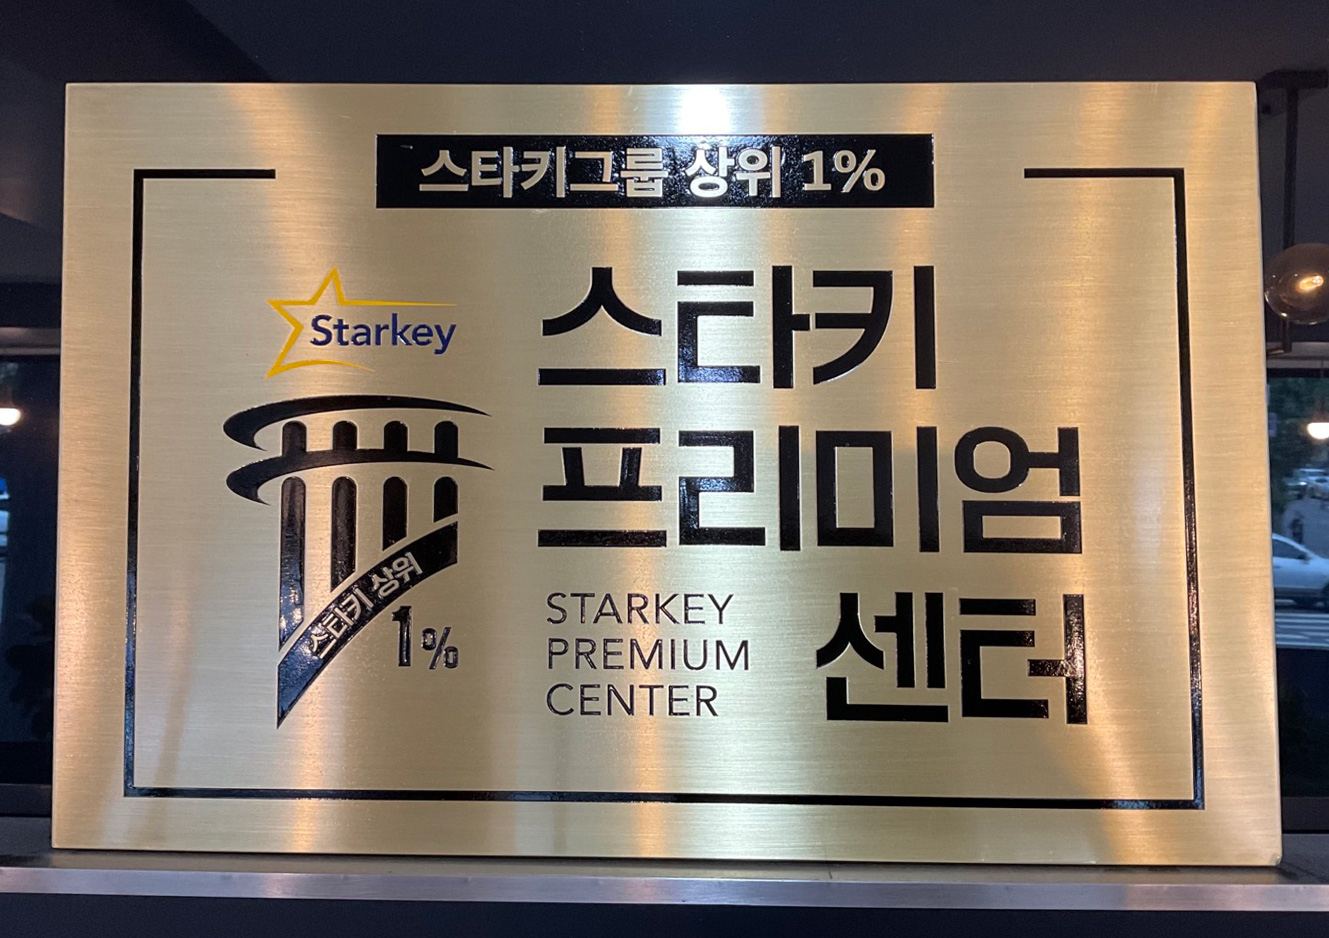 스타키그룹 상위 1%
Starkey
스타키 상위
1%
스타키
프리미엄
센터
STARKEY
PREMIUM
CENTER